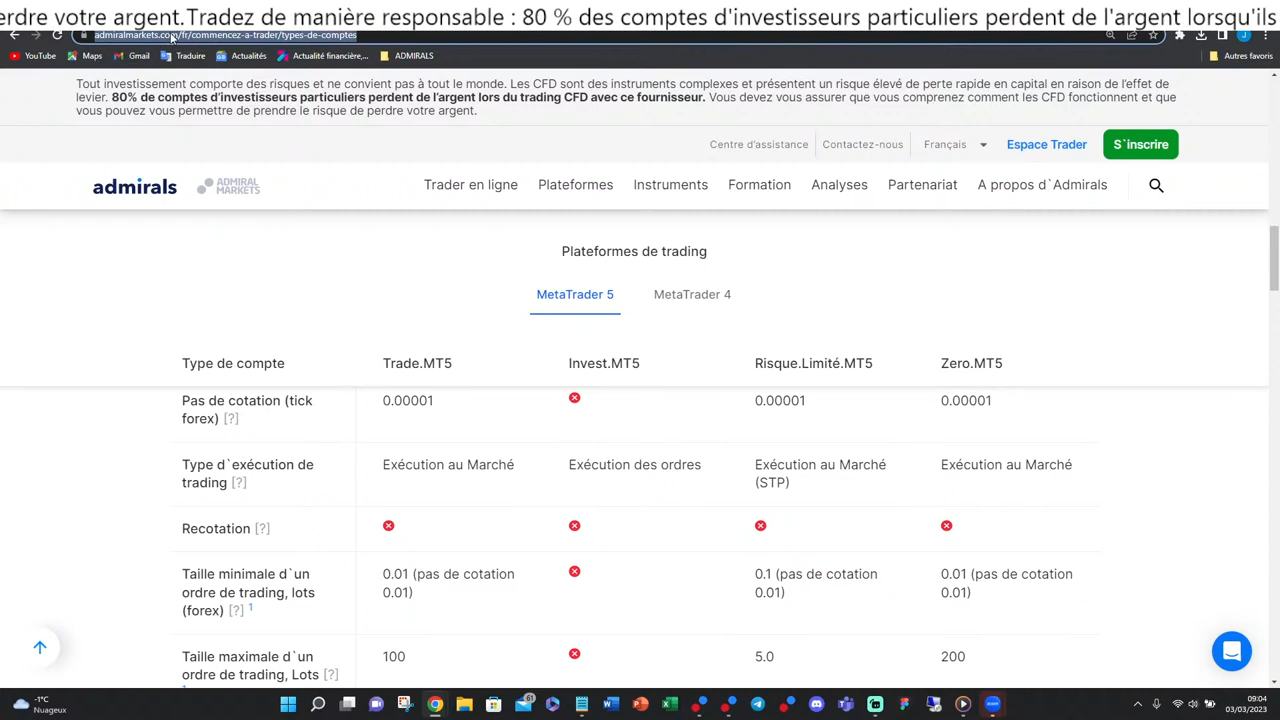 erdre votre argent.Tradez de manière responsable : 80 % des comptes d'investisseurs particuliers perdent de l'argent lorsqu'ils
admiralmarkets.com/fr/commencez-a-trader/types-de-comptes
YouTube Maps Gmail Traduire Actualités Actualité financière,... ADMIRALS Autres favoris
Tout investissement comporte des risques et ne convient pas à tout le monde. Les CFD sont des instruments complexes et présentent un risque élevé de perte rapide en capital en raison de l'effet de
levier. 80% de comptes d'investisseurs particuliers perdent de l'argent lors du trading CFD avec ce fournisseur. Vous devez vous assurer que vous comprenez comment les CFD fonctionnent et que
vous pouvez vous permettre de prendre le risque de perdre votre argent.
Centre d'assistance Contactez-nous Français Espace Trader S`inscrire
admirals ADMIRAL MARKETS Trader en ligne Plateformes Instruments Formation Analyses Partenariat A propos d`Admirals
Plateformes de trading
MetaTrader 5 MetaTrader 4
Type de compte Trade.MT5 Invest.MT5 Risque.Limité.MT5 Zero.MT5
Pas de cotation (tick 0.00001 0.00001 0.00001
forex) [?]
Type d`exécution de Exécution au Marché Exécution des ordres Exécution au Marché Exécution au Marché
trading [?] (STP)
Recotation [?]
Taille minimale d`un 0.01 (pas de cotation 0.1 (pas de cotation 0.01 (pas de cotation
ordre de trading, lots 0.01) 0.01) 0.01)
(forex) [?] 1
Taille maximale d`un 100 5.0 200
ordre de trading, Lots [?]
-1°C 09:04
Nuageux 03/03/2023